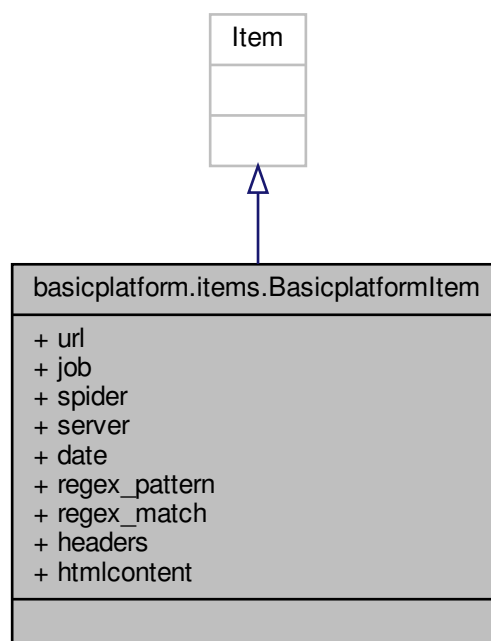 Item
basicplatform.items.BasicplatformItem
+ url
+ job
+ spider
+ server
+ date
+ regex_pattern
+ regex_match
+ headers
+ htmlcontent